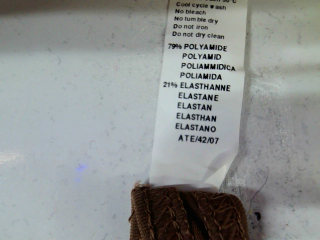 Cool cycle wash
No bleach
No tumble dry
Do not iron
Do not dry clean
79% POLYAMIDE
POLYAMID
POLIAMMIDICA
POLIAMIDA
21% ELASTHANNE
ELASTANE
ELASTAN
ELASTHAN
ELASTANO
ATE/42/07